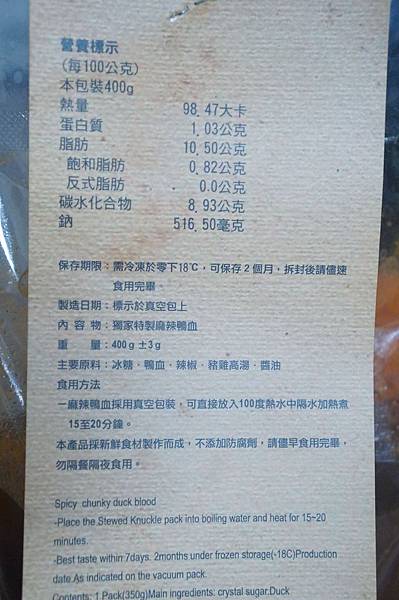 營養標示
(每100公克)
本包裝400g
熱量 98.47大卡
蛋白質 1.03公克
脂肪 10.50公克
飽和脂肪 0.82公克
反式脂肪 0.0公克
碳水化合物 8.93公克
鈉 516.50毫克
保存期限：需冷凍於零下18℃，可保存2個月，拆封後請儘速
食用完畢。
製造日期：標示於真空包上
內容物：獨家特製麻辣鴨血
重量：400g ±3g
主要原料：冰糖．鴨血．辣椒．豬雞高湯．醬油
食用方法
一麻辣鴨血採用真空包裝，可直接放入100度熱水中隔水加熱煮
15至20分鐘。
本產品採新鮮食材製作而成，不添加防腐劑，請儘早食用完畢，
勿隔餐隔夜食用。
Spicy chunky duck blood
-Place the Stewed Knuckle pack into boiling water and heat for 15~20
minutes.
-Best taste within 7days. 2months under frozen storage(-18C)Production
date.As indicated on the vacuum pack.
Contents: 1 Pack(350g)Main ingredients: crystal sugar.Duck